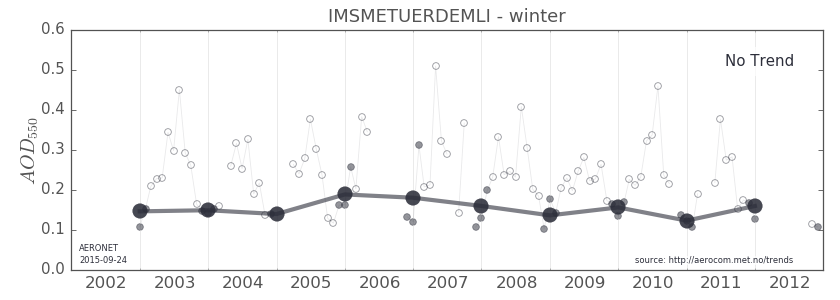 IMSMETUERDEMLI - winter
0.6
0.5
0.4
0.3
0.2
0.1
0.0
AOD550
No Trend
AERONET
2015-09-24
source: http://aerocom.met.no/trends
2002 2003 2004 2005 2006 2007 2008 2009 2010 2011 2012